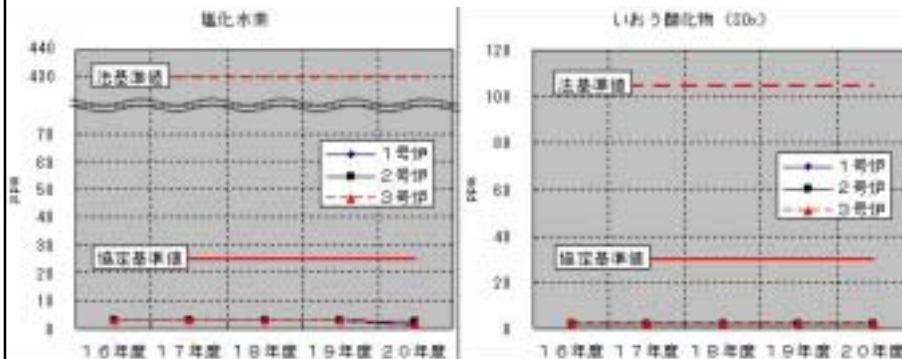 塩化水素
ppm
440
400
70
60
50
40
30
20
10
0
法基準値
1号炉
2号炉
3号炉
協定基準値
16年度 17年度 18年度 19年度 20年度
いおう酸化物 (SOx)
ppm
120
100
80
60
40
20
0
法基準値
1号炉
2号炉
3号炉
協定基準値
16年度 17年度 18年度 19年度 20年度